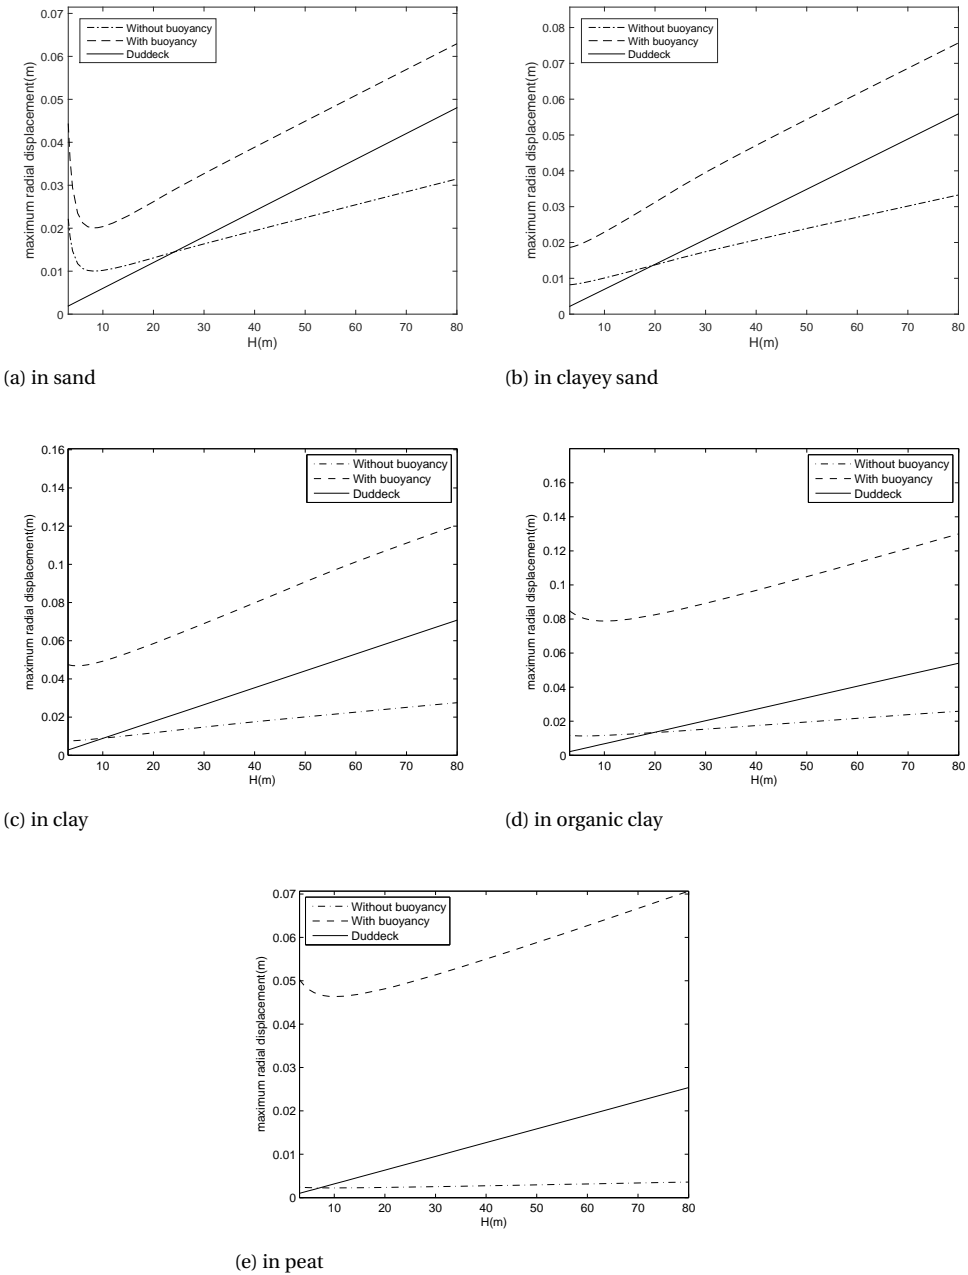 0.07
0.06
0.05
0.04
0.03
0.02
0.01
0
maximum radial displacement(m)
Without buoyancy
With buoyancy
Duddeck
10 20 30 40 50 60 70 80
H(m)
(a) in sand
0.08
0.07
0.06
0.05
0.04
0.03
0.02
0.01
0
maximum radial displacement(m)
Without buoyancy
With buoyancy
Duddeck
10 20 30 40 50 60 70 80
H(m)
(b) in clayey sand
0.16
0.14
0.12
0.1
0.08
0.06
0.04
0.02
0
maximum radial displacement(m)
Without buoyancy
With buoyancy
Duddeck
10 20 30 40 50 60 70 80
H(m)
(c) in clay
0.16
0.14
0.12
0.1
0.08
0.06
0.04
0.02
0
maximum radial displacement(m)
Without buoyancy
With buoyancy
Duddeck
10 20 30 40 50 60 70 80
H(m)
(d) in organic clay
0.07
0.06
0.05
0.04
0.03
0.02
0.01
0
maximum radial displacement(m)
Without buoyancy
With buoyancy
Duddeck
10 20 30 40 50 60 70 80
H(m)
(e) in peat